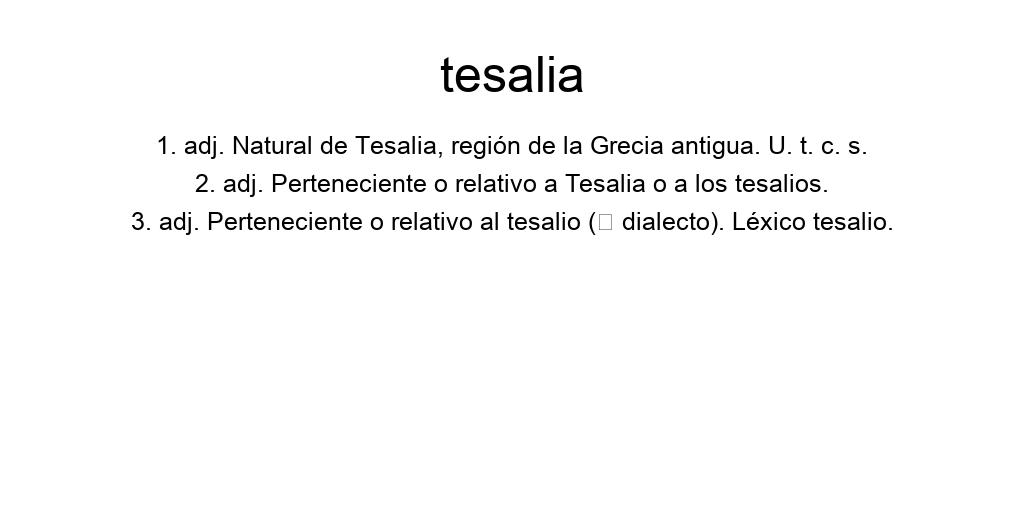 tesalia
1. adj. Natural de Tesalia, región de la Grecia antigua. U. t. c. s.
2. adj. Perteneciente o relativo a Tesalia o a los tesalios.
3. adj. Perteneciente o relativo al tesalio (□ dialecto). Léxico tesalio.